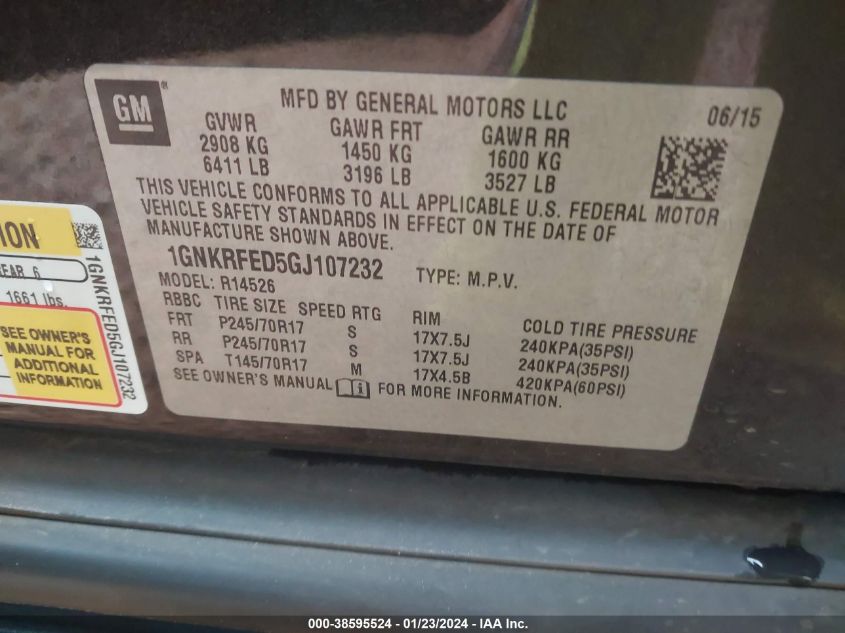 GM
MFD BY GENERAL MOTORS LLC 06/15
GVWR GAWR FRT GAWR RR
2908 KG 1450 KG 1600 KG
6411 LB 3196 LB 3527 LB
THIS VEHICLE CONFORMS TO ALL APPLICABLE U.S. FEDERAL MOTOR
VEHICLE SAFETY STANDARDS IN EFFECT ON THE DATE OF
MANUFACTURE SHOWN ABOVE.
1GNKRFED5GJ107232 TYPE: M.P.V.
MODEL: R14526
RBBC TIRE SIZE SPEED RTG RIM COLD TIRE PRESSURE
FRT P245/70R17 S 17X7.5J 240KPA(35PSI)
RR P245/70R17 S 17X7.5J 240KPA(35PSI)
SPA T145/70R17 M 17X4.5B 420KPA(60PSI)
SEE OWNER'S MANUAL FOR MORE INFORMATION.
ION
EAR 6
1661 lbs.
SEE OWNER'S
MANUAL FOR
ADDITIONAL
INFORMATION
1GNKRFED5GJ107232
000-38595524 / 01/23/2024 - IAA Inc.